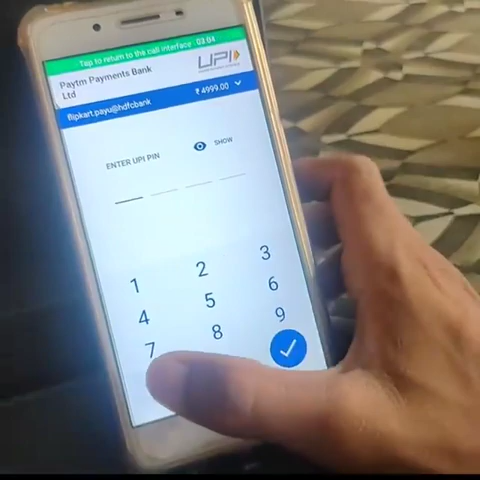 Tap to return to the call interface - 03:04
Paytm Payments Bank
Ltd
UPI
flipkart.payu@hdfcbank
₹ 4999.00
ENTER UPI PIN
SHOW
1 2 3
4 5 6
7 8 9